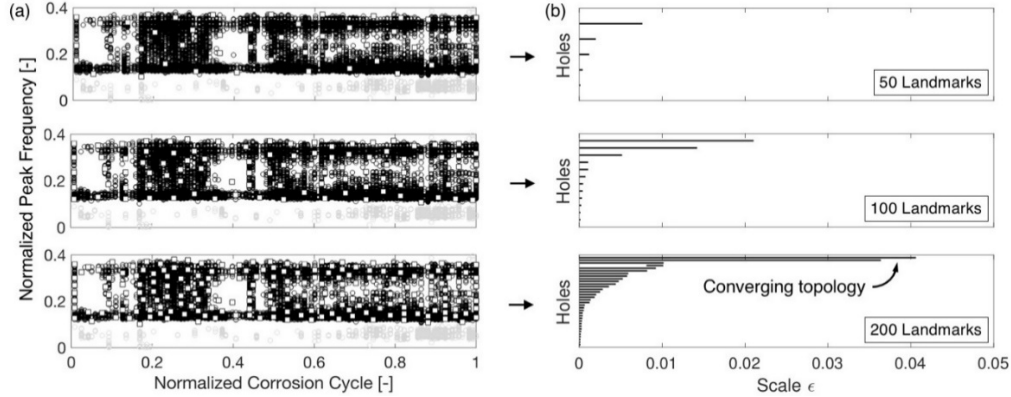 (a)
(b)
Normalized Peak Frequency [-]
0.4
0.2
0
Holes
50 Landmarks
0.4
0.2
0
Holes
100 Landmarks
0.4
0.2
0
Holes
Converging topology
200 Landmarks
0 0.2 0.4 0.6 0.8 1
0 0.01 0.02 0.03 0.04 0.05
Normalized Corrosion Cycle [-]
Scale ϵ